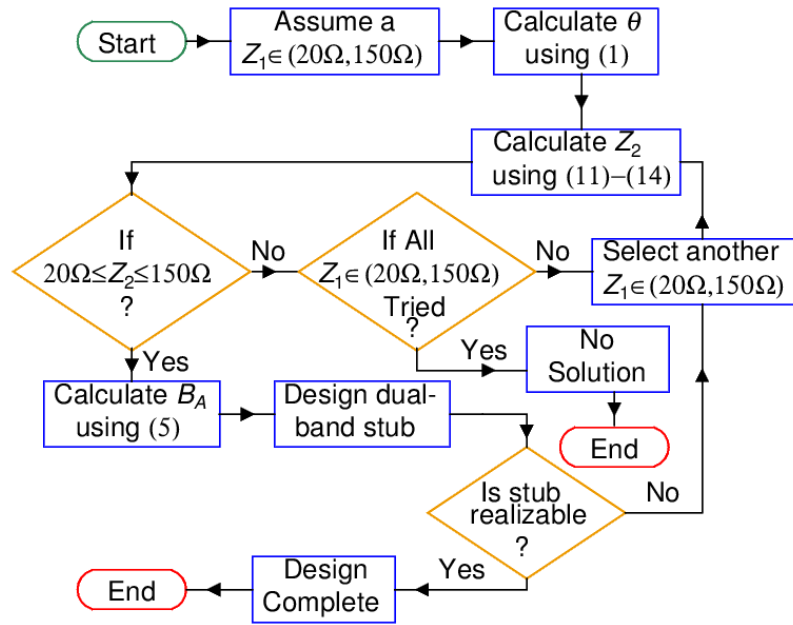 Start
Assume a
Z₁∈(20Ω,150Ω)
Calculate θ
using (1)
Calculate Z₂
using (11)−(14)
If
20Ω≤Z₂≤150Ω
?
No
If All
Z₁∈(20Ω,150Ω)
Tried
?
No
Select another
Z₁∈(20Ω,150Ω)
Yes
Yes
No
Solution
Calculate B_A
using (5)
Design dual-
band stub
End
Is stub
realizable
?
No
Yes
Design
Complete
End